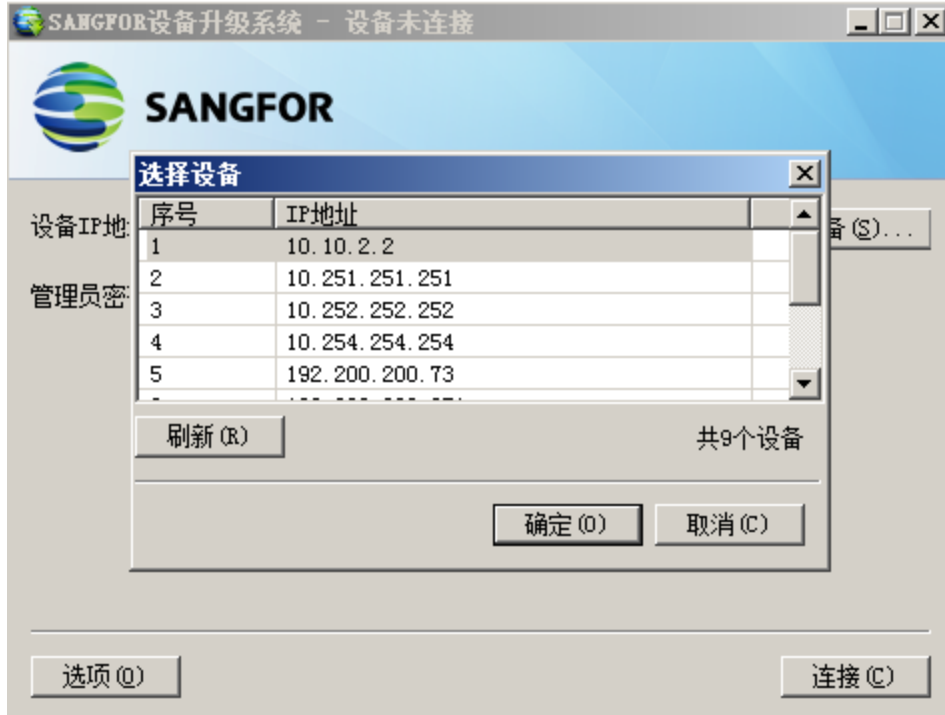 SANGFOR设备升级系统 - 设备未连接
SANGFOR
选择设备
序号 IP地址
1 10.10.2.2
2 10.251.251.251
3 10.252.252.252
4 10.254.254.254
5 192.200.200.73
设备IP地
备(S)...
管理员密
刷新(R) 共9个设备
确定(O) 取消(C)
选项(O) 连接(C)